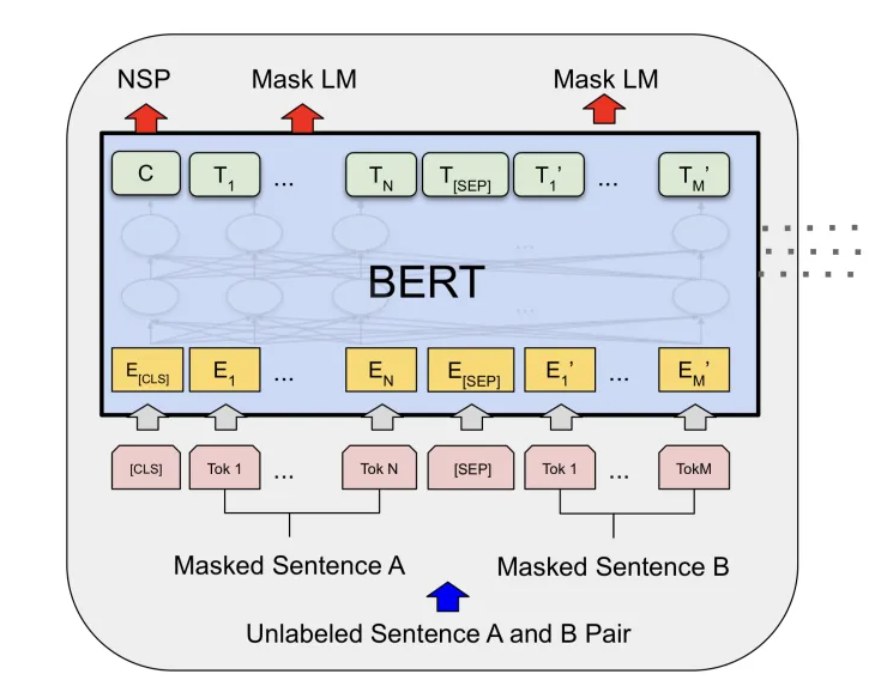 NSP Mask LM Mask LM
C T1 ... TN T[SEP] T1’ ... TM’
...
BERT
...
E[CLS] E1 ... EN E[SEP] E1’ ... EM’
[CLS] Tok 1 ... Tok N [SEP] Tok 1 ... TokM
Masked Sentence A Masked Sentence B
Unlabeled Sentence A and B Pair